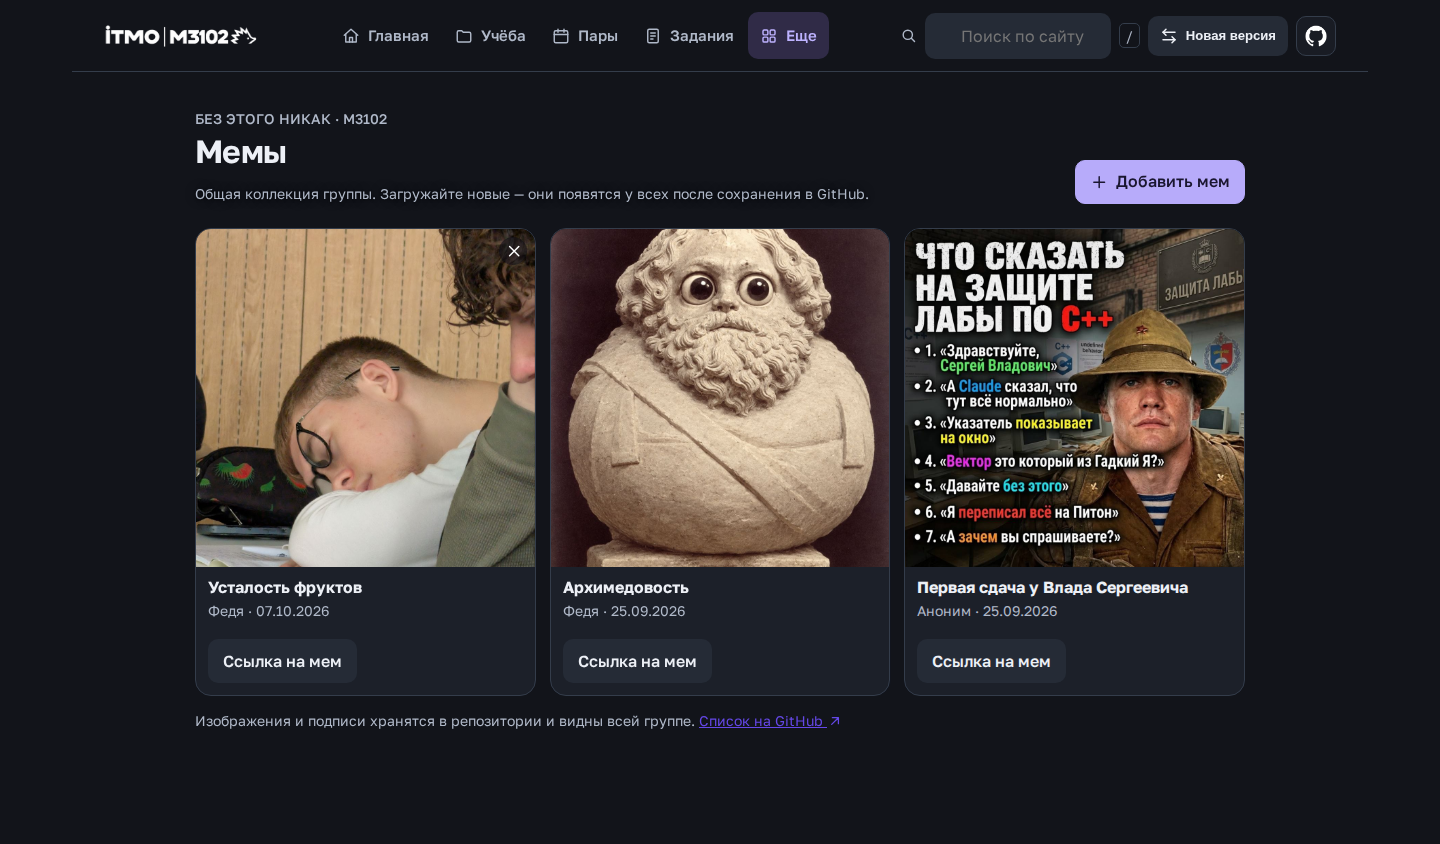 ITMO | M3102
Главная
Учёба
Пары
Задания
Еще
Поиск по сайту
/
Новая версия
БЕЗ ЭТОГО НИКАК · М3102
Мемы
Общая коллекция группы. Загружайте новые — они появятся у всех после сохранения в GitHub.
Добавить мем
ЧТО СКАЗАТЬ
НА ЗАЩИТЕ
ЛАБЫ ПО C++
ЗАЩИТА ЛАБЫ
C++
undefined
• 1. «Здравствуйте,
Сергей Владович»
• 2. «А Claude сказал, что
тут всё нормально»
• 3. «Указатель показывает
на окно»
• 4. «Вектор это который из Гадкий Я?»
• 5. «Давайте без этого»
• 6. «Я переписал всё на Питон»
• 7. «А зачем вы спрашиваете?»
Усталость фруктов
Федя · 07.10.2026
Ссылка на мем
Архимедовость
Федя · 25.09.2026
Ссылка на мем
Первая сдача у Влада Сергеевича
Аноним · 25.09.2026
Ссылка на мем
Изображения и подписи хранятся в репозитории и видны всей группе. Список на GitHub